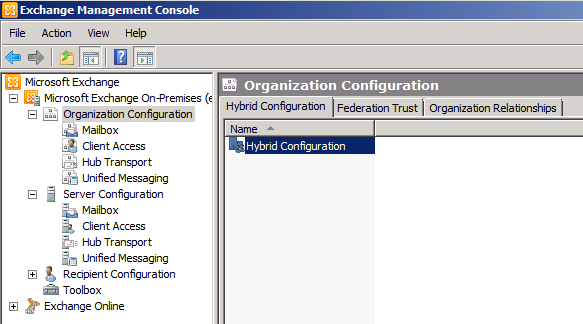 Exchange Management Console
File Action View Help
Microsoft Exchange
Microsoft Exchange On-Premises (e
Organization Configuration
Mailbox
Client Access
Hub Transport
Unified Messaging
Server Configuration
Mailbox
Client Access
Hub Transport
Unified Messaging
Recipient Configuration
Toolbox
Exchange Online
Organization Configuration
Hybrid Configuration Federation Trust Organization Relationships
Name
Hybrid Configuration